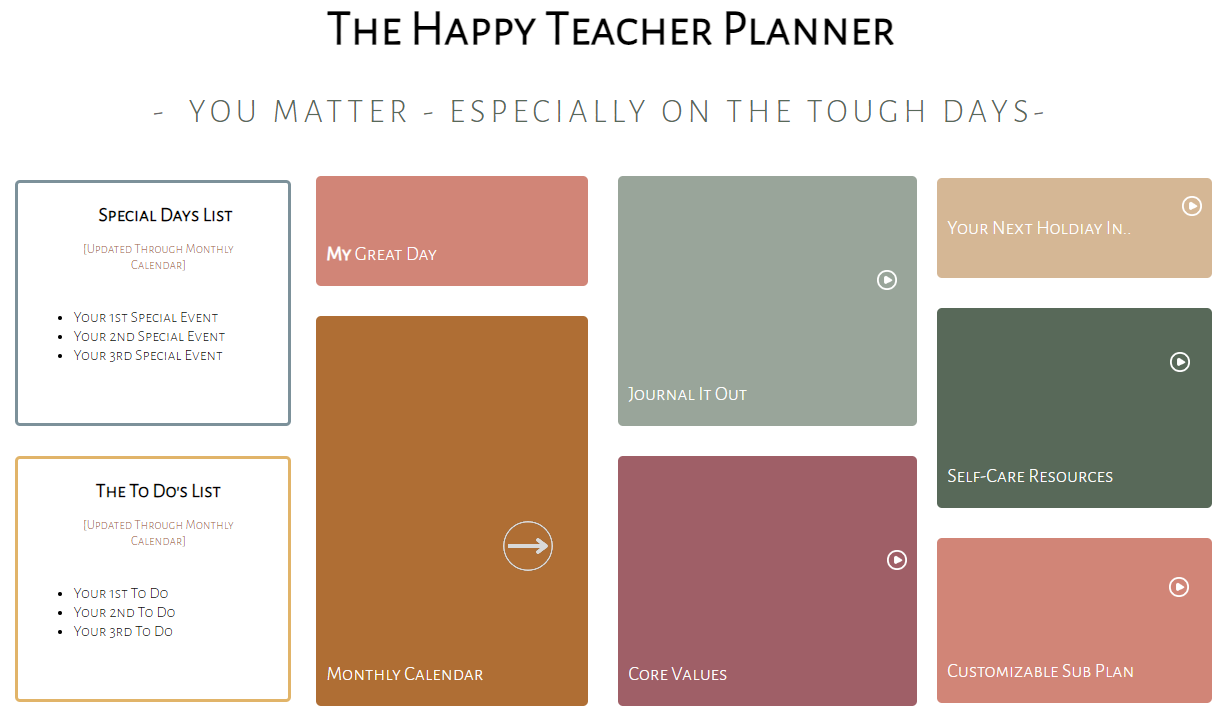 The Happy Teacher Planner
- YOU MATTER - ESPECIALLY ON THE TOUGH DAYS-
Special Days List
[Updated Through Monthly
Calendar]
Your 1st Special Event
Your 2nd Special Event
Your 3rd Special Event
The To Do's List
[Updated Through Monthly
Calendar]
Your 1st To Do
Your 2nd To Do
Your 3rd To Do
My Great Day
Monthly Calendar
Journal It Out
Core Values
Your Next Holdiay In..
Self-Care Resources
Customizable Sub Plan